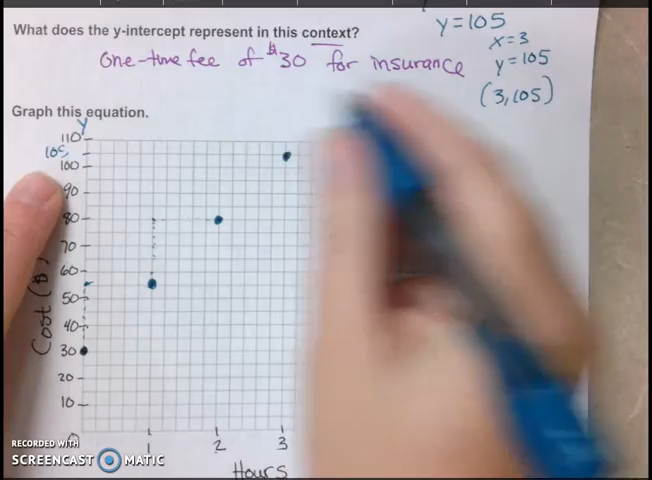 What does the y-intercept represent in this context?
y=105
One-time fee of $30 for insurance
x=3
y=105
(3,105)
Graph this equation.
y
110
105
100
90
80
70
60
50
40
30
20
10
Cost ($)
0
1
2
3
Hours
RECORDED WITH
SCREENCAST MATIC